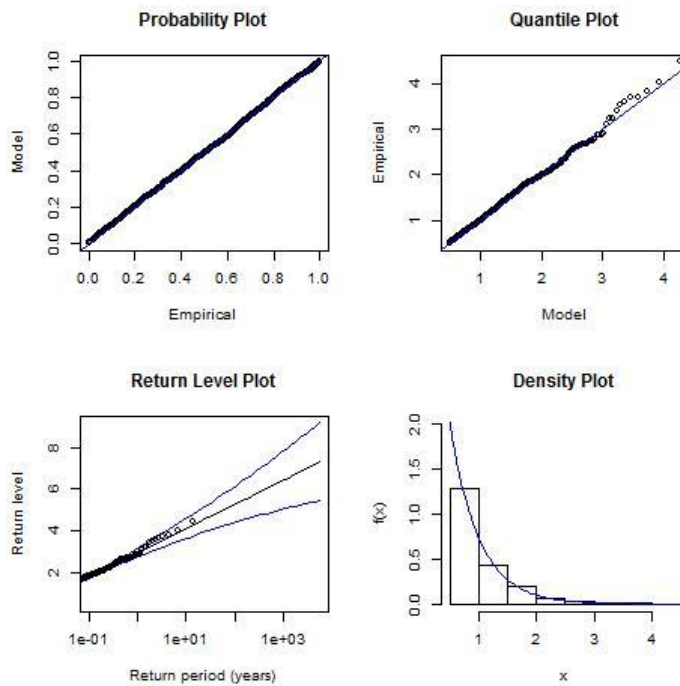 Probability Plot
Model
0.0 0.2 0.4 0.6 0.8 1.0
0.0 0.2 0.4 0.6 0.8 1.0
Empirical
Quantile Plot
Empirical
1 2 3 4
1 2 3 4
Model
Return Level Plot
Return level
2 4 6 8
1e-01 1e+01 1e+03
Return period (years)
Density Plot
f(x)
0.0 0.5 1.0 1.5 2.0
1 2 3 4
x